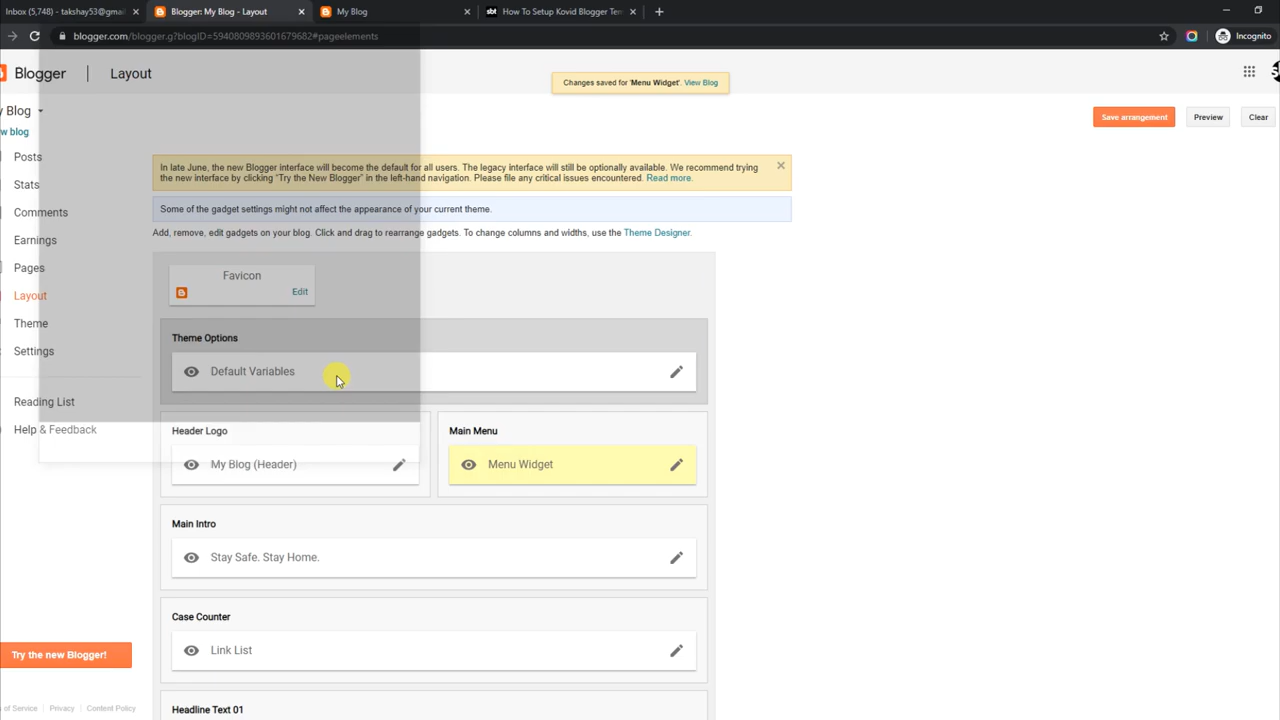 Inbox (5,748) - takshay53@gmai
Blogger: My Blog - Layout
My Blog
How To Setup Kovid Blogger Tem
blogger.com/blogger.g?blogID=5940809893601679682#pageelements
Incognito
Blogger
Layout
Changes saved for 'Menu Widget'. View Blog
y Blog
w blog
Save arrangement
Preview
Clear
Posts
Stats
Comments
Earnings
Pages
Layout
Theme
Settings
Reading List
Help & Feedback
In late June, the new Blogger interface will become the default for all users. The legacy interface will still be optionally available. We recommend trying
the new interface by clicking "Try the New Blogger" in the left-hand navigation. Please file any critical issues encountered. Read more.
Some of the gadget settings might not affect the appearance of your current theme.
Add, remove, edit gadgets on your blog. Click and drag to rearrange gadgets. To change columns and widths, use the Theme Designer.
Favicon
Edit
Theme Options
Default Variables
Header Logo
My Blog (Header)
Main Menu
Menu Widget
Main Intro
Stay Safe. Stay Home.
Case Counter
Link List
Headline Text 01
Try the new Blogger!
of Service
Privacy
Content Policy